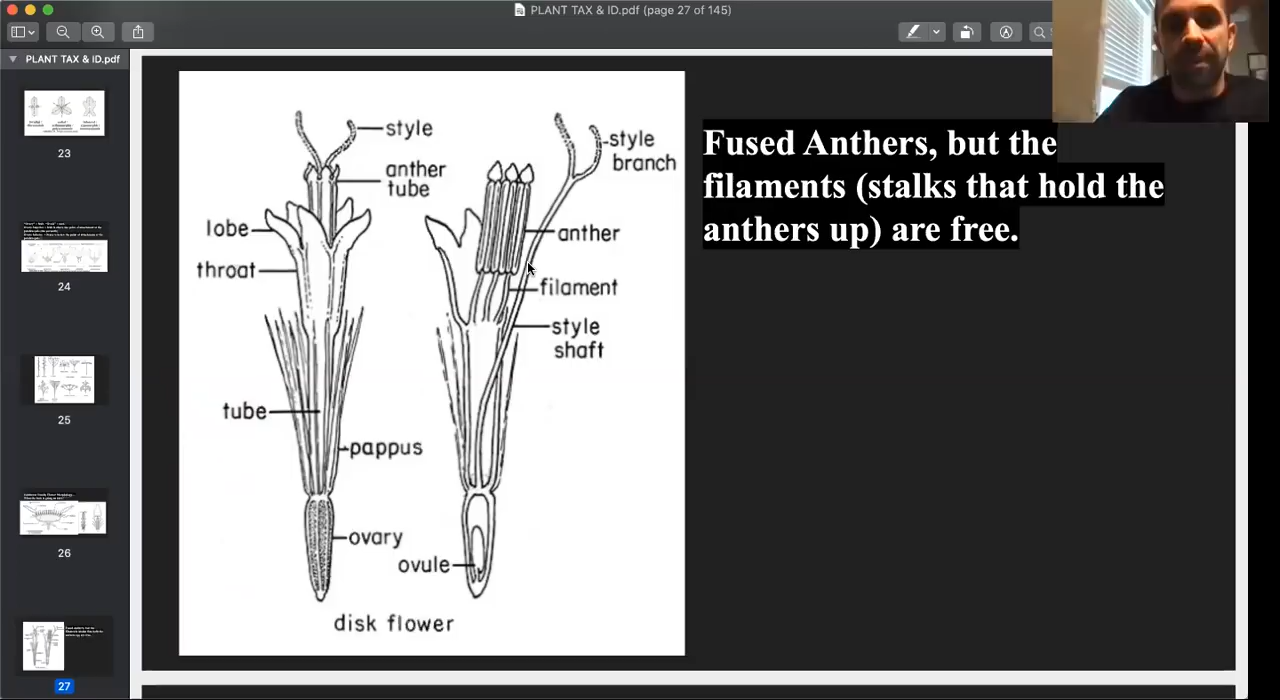 PLANT TAX & ID.pdf (page 27 of 145)
PLANT TAX & ID.pdf
23
24
25
26
27
style
anther
tube
lobe
throat
tube
pappus
ovary
style
branch
anther
filament
style
shaft
ovule
disk flower
Fused Anthers, but the
filaments (stalks that hold the
anthers up) are free.